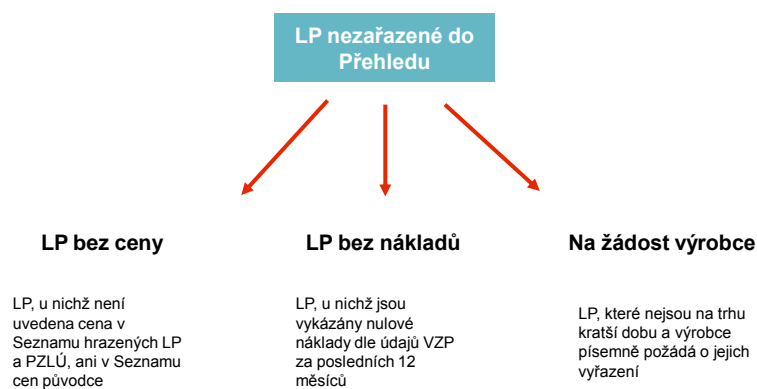 LP nezařazené do
Přehledu
LP bez ceny
LP, u nichž není
uvedena cena v
Seznamu hrazených LP
a PZLÚ, ani v Seznamu
cen původce
LP bez nákladů
LP, u nichž jsou
vykázány nulové
náklady dle údajů VZP
za posledních 12
měsíců
Na žádost výrobce
LP, které nejsou na trhu
kratší dobu a výrobce
písemně požádá o jejich
vyřazení